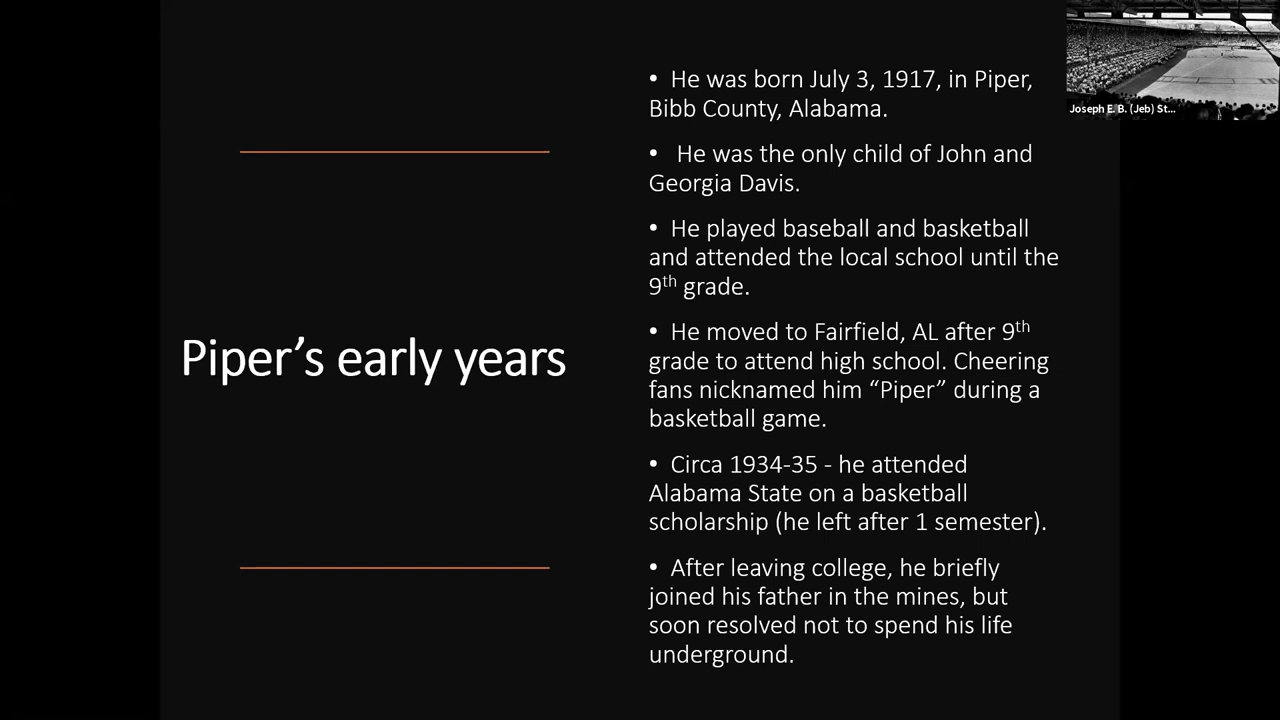 Piper's early years
• He was born July 3, 1917, in Piper,
Bibb County, Alabama.
• He was the only child of John and
Georgia Davis.
• He played baseball and basketball
and attended the local school until the
9th grade.
• He moved to Fairfield, AL after 9th
grade to attend high school. Cheering
fans nicknamed him “Piper” during a
basketball game.
• Circa 1934-35 - he attended
Alabama State on a basketball
scholarship (he left after 1 semester).
• After leaving college, he briefly
joined his father in the mines, but
soon resolved not to spend his life
underground.
Joseph E. B. (Jeb) St...